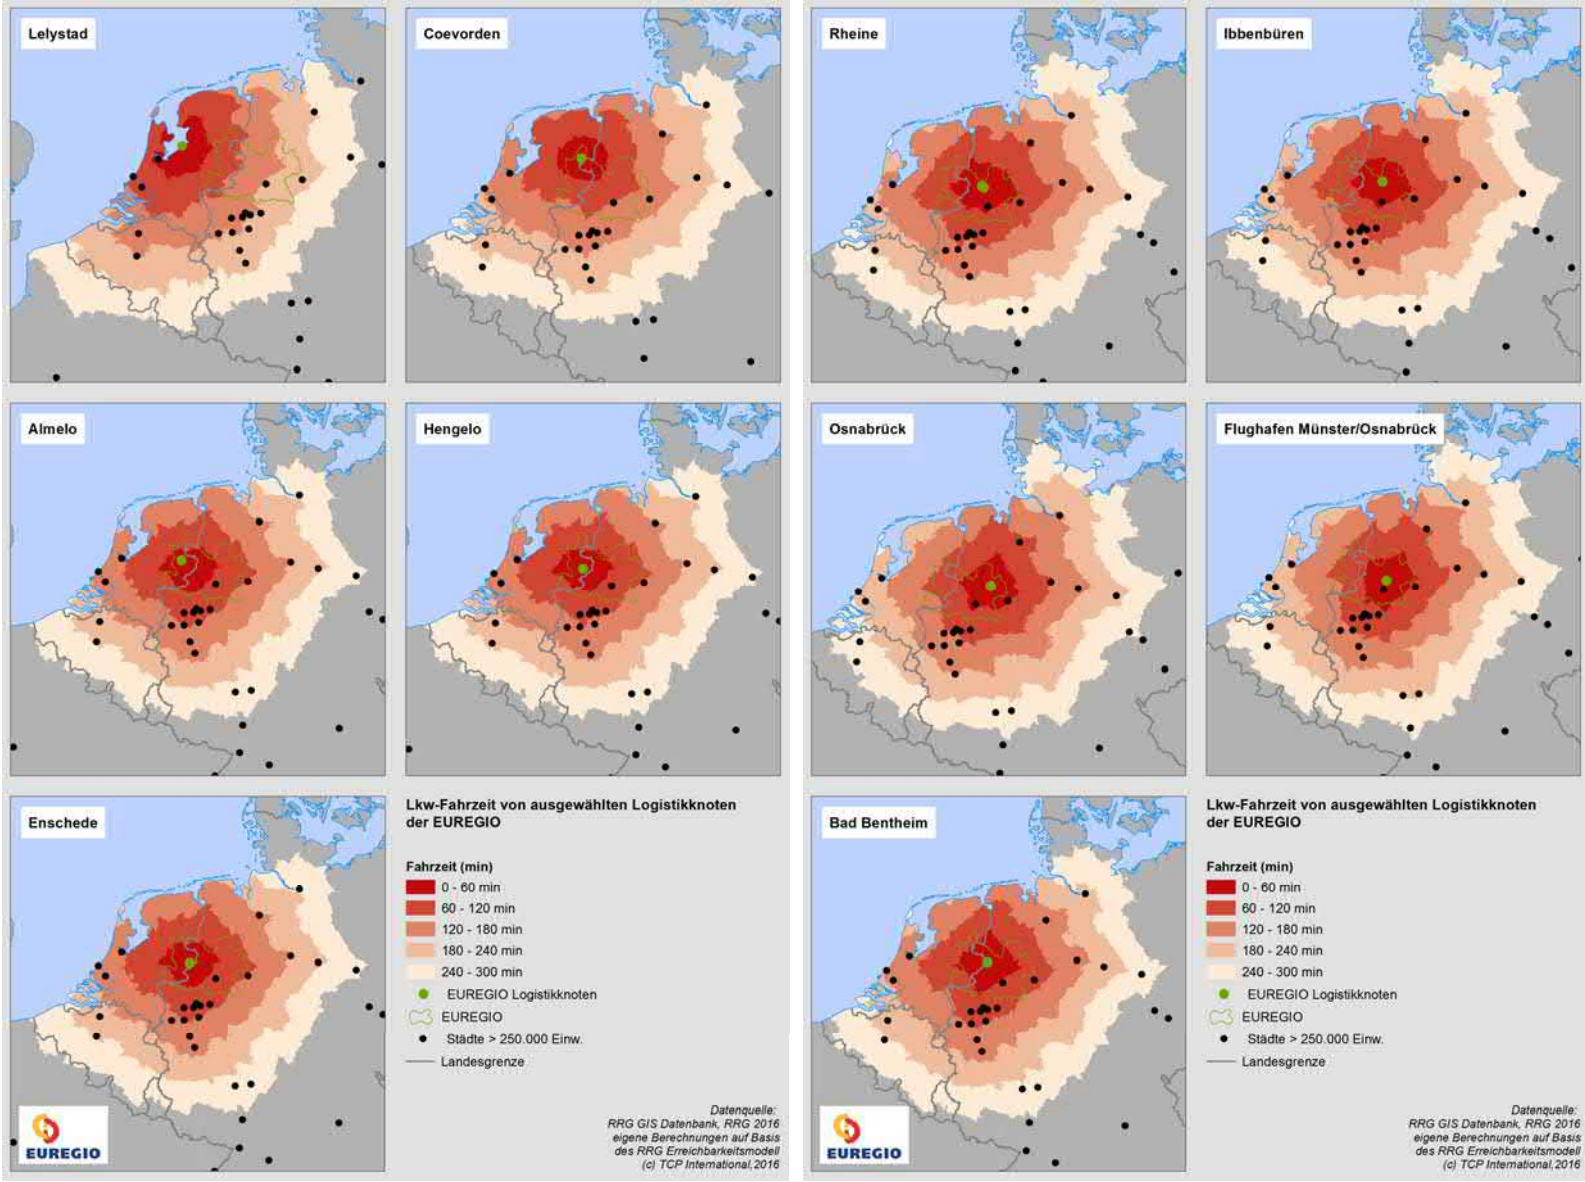 Lelystad
Coevorden
Rheine
Ibbenbüren
Almelo
Hengelo
Osnabrück
Flughafen Münster/Osnabrück
Enschede
EUREGIO
Lkw-Fahrzeit von ausgewählten Logistikknoten
der EUREGIO
Fahrzeit (min)
0 - 60 min
60 - 120 min
120 - 180 min
180 - 240 min
240 - 300 min
EUREGIO Logistikknoten
EUREGIO
Städte > 250.000 Einw.
Landesgrenze
Datenquelle:
RRG GIS Datenbank, RRG 2016
eigene Berechnungen auf Basis
des RRG Erreichbarkeitsmodell
(c) TCP International,2016
Bad Bentheim
EUREGIO
Lkw-Fahrzeit von ausgewählten Logistikknoten
der EUREGIO
Fahrzeit (min)
0 - 60 min
60 - 120 min
120 - 180 min
180 - 240 min
240 - 300 min
EUREGIO Logistikknoten
EUREGIO
Städte > 250.000 Einw.
Landesgrenze
Datenquelle:
RRG GIS Datenbank, RRG 2016
eigene Berechnungen auf Basis
des RRG Erreichbarkeitsmodell
(c) TCP International,2016